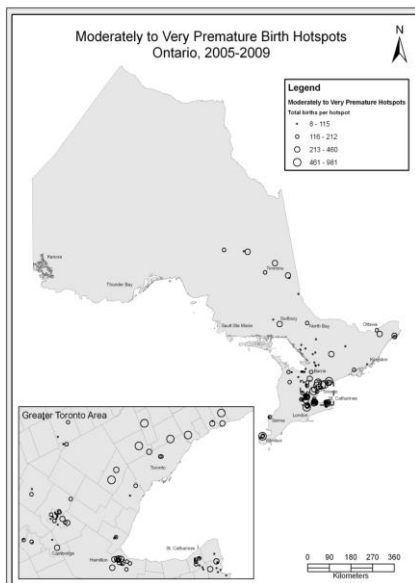 Moderately to Very Premature Birth Hotspots
Ontario, 2005-2009
N
Legend
Moderately to Very Premature Hotspots
Total births per hotspot
8 - 115
116 - 212
213 - 460
461 - 981
Kenora
Thunder Bay
Timmins
Sault Ste Marie
Sudbury
North Bay
Ottawa
Kingston
Barrie
Toronto
St. Catharines
London
Sarnia
Windsor
Greater Toronto Area
Toronto
Cambridge
Hamilton
St. Catharines
0 90 180 270 360
Kilometers